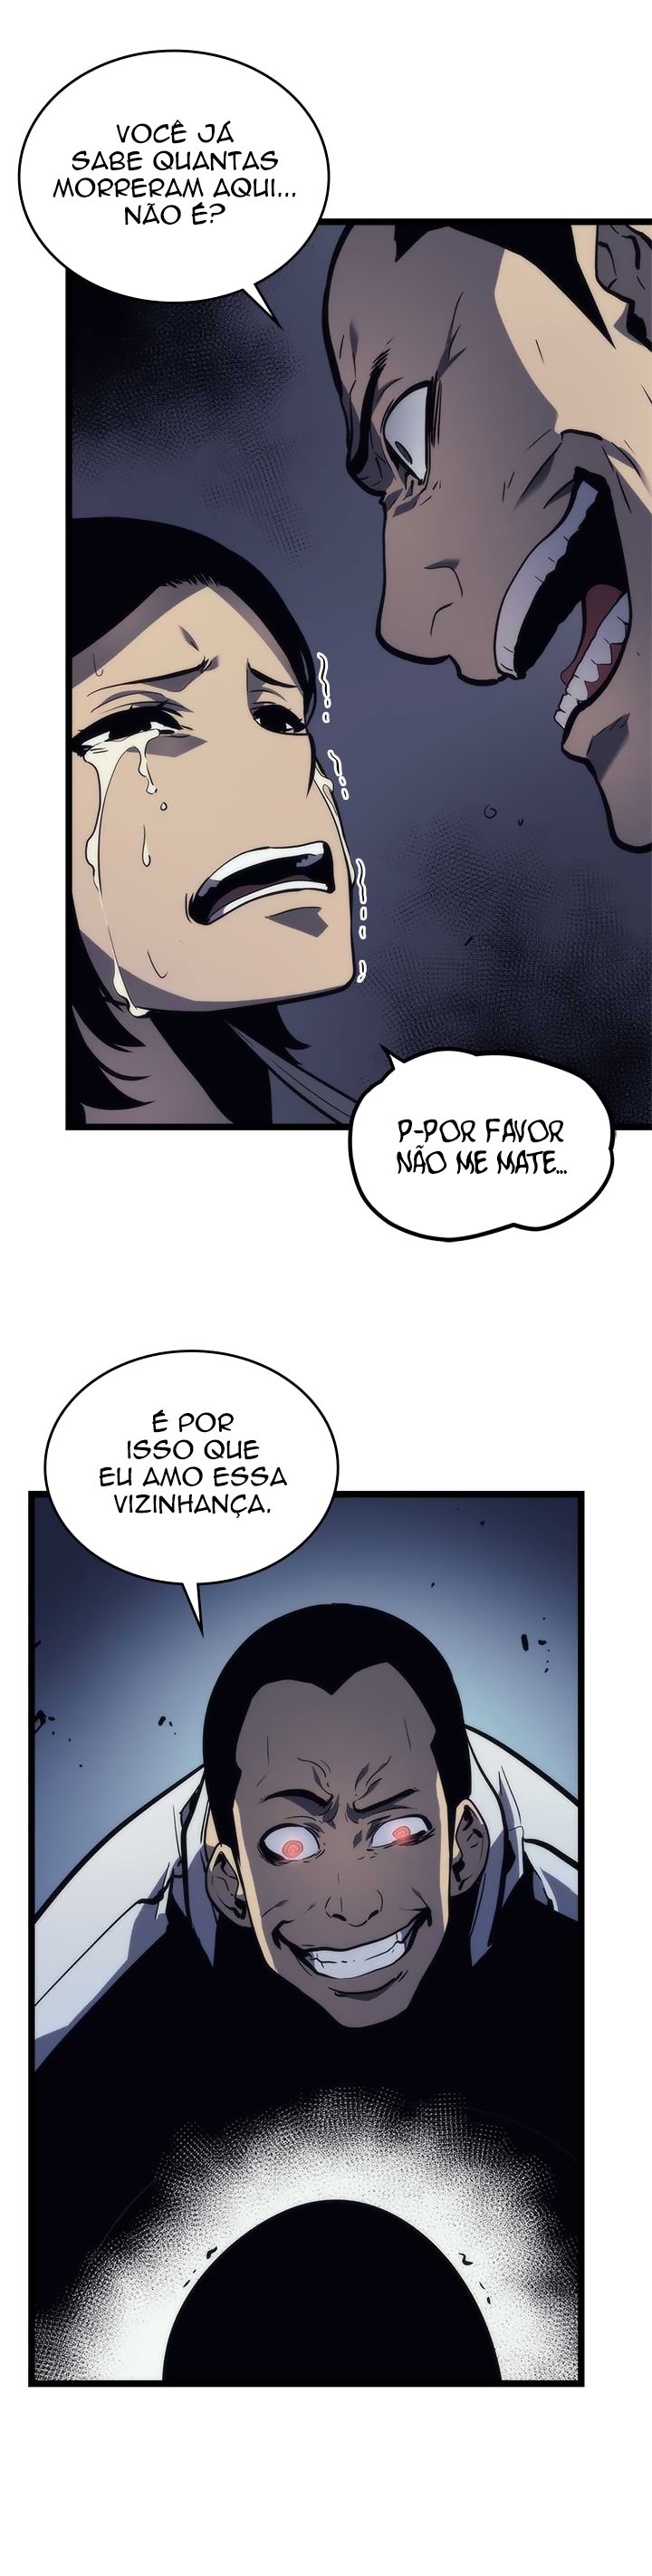 VOCÊ JÁ
SABE QUANTAS
MORRERAM AQUI...
NÃO É?
P-POR FAVOR
NÃO ME MATE...
É POR
ISSO QUE
EU AMO ESSA
VIZINHANÇA.